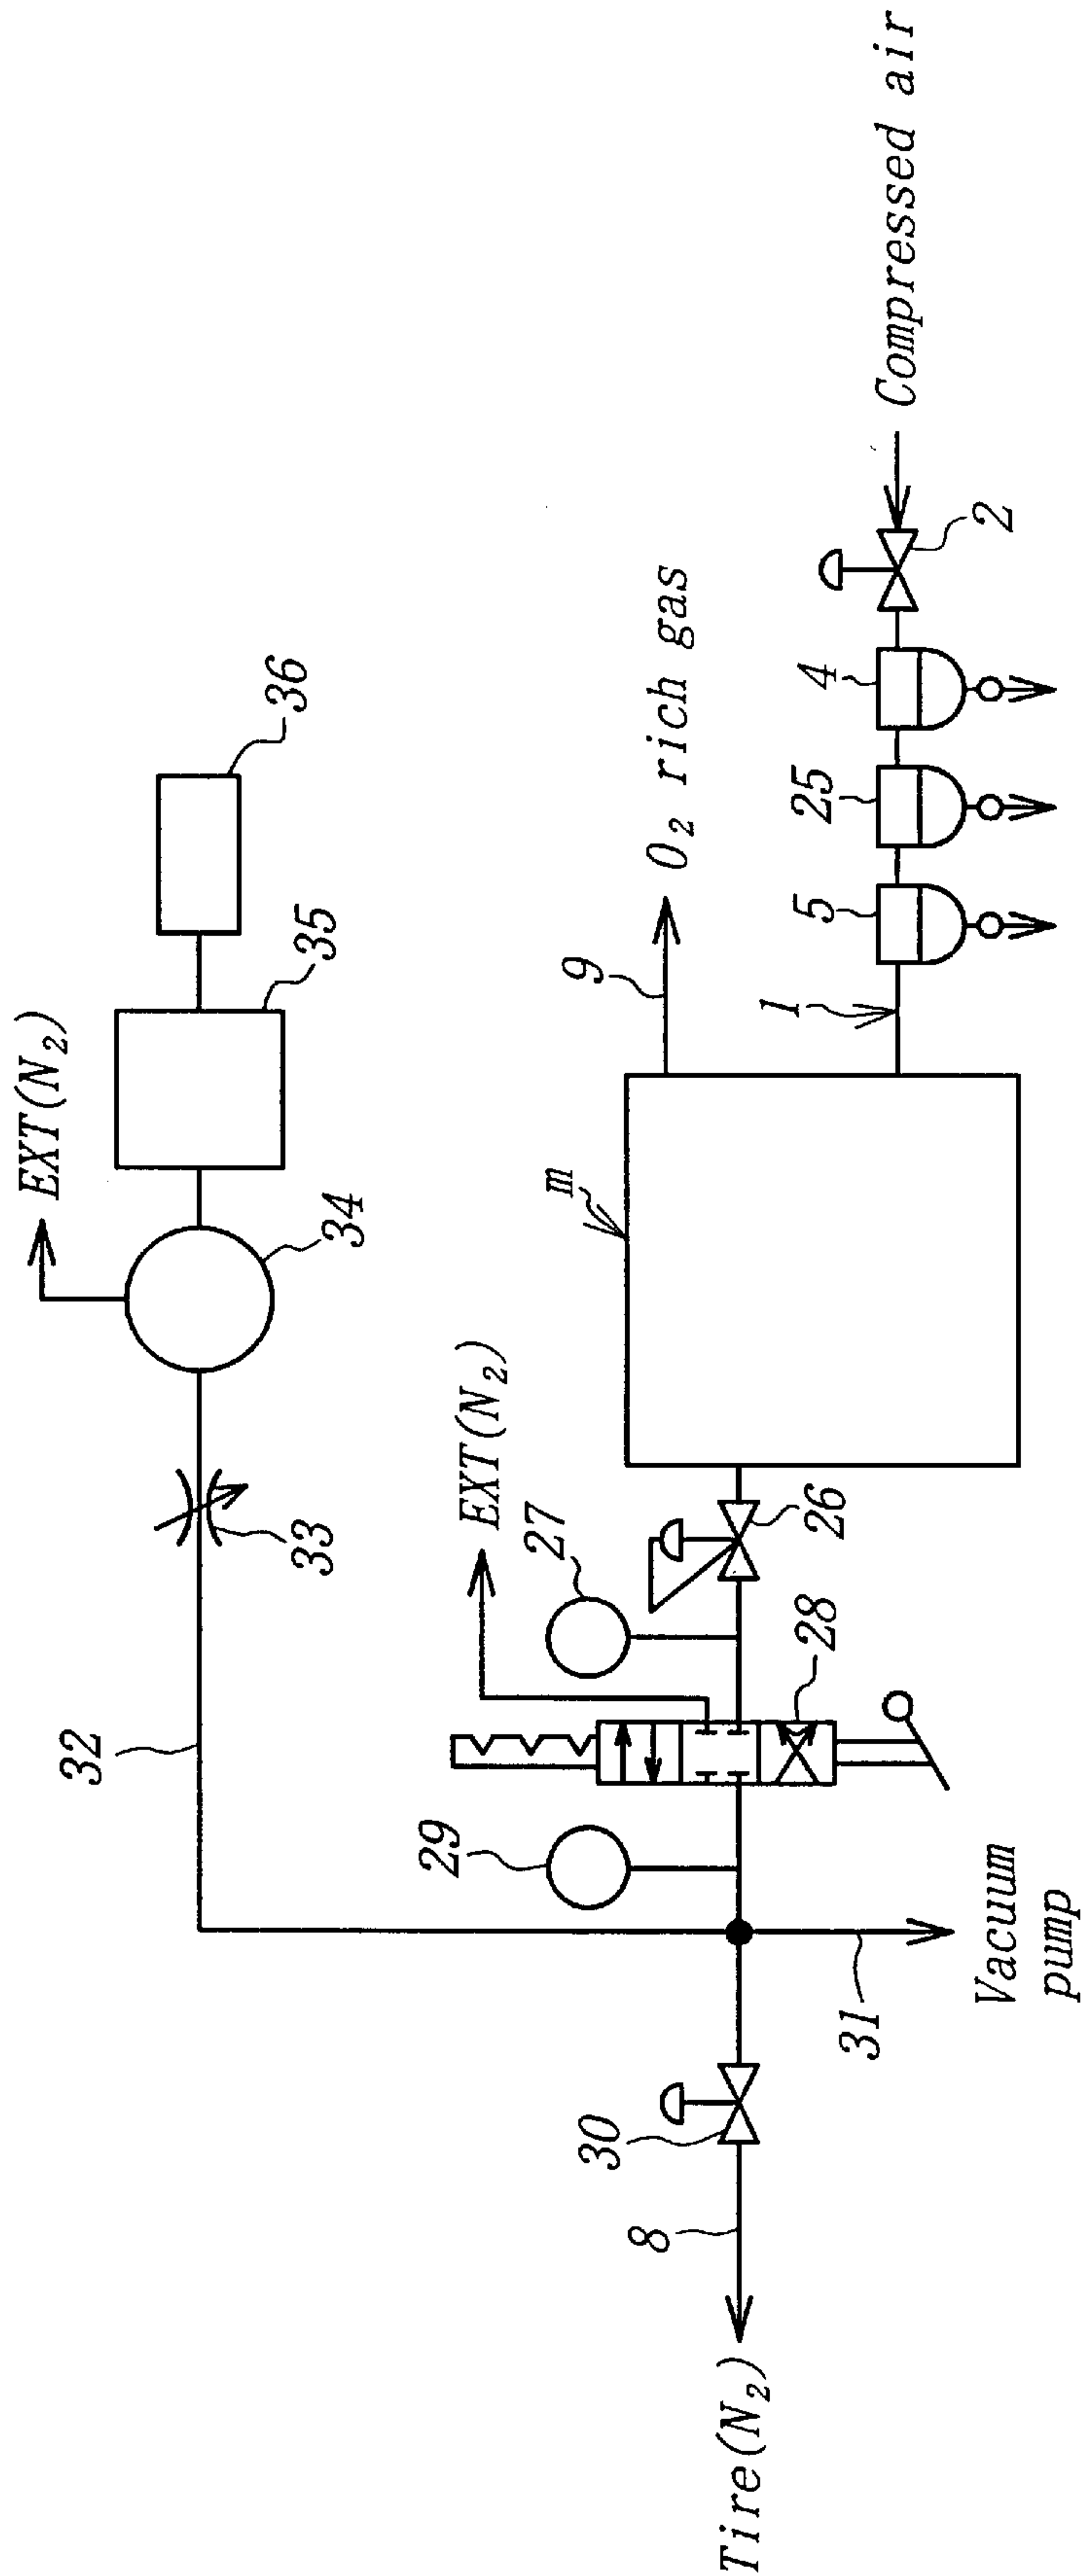 EXT(N2)
36
35
34
33
32
EXT(N2)
27
29
O2 rich gas
9
m
26
28
Compressed air
2
4
25
5
1
30
8
31
Vacuum
pump
Tire(N2)